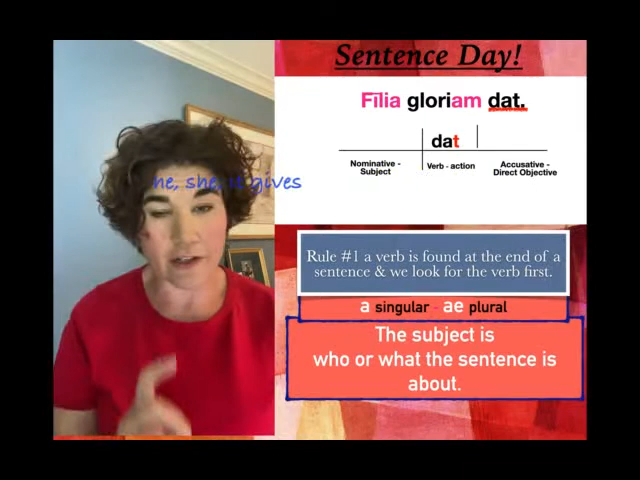 Sentence Day!
Fīlia gloriam dat.
dat
Nominative - Subject
Verb - action
Accusative - Direct Objective
he, she, it gives
Rule #1 a verb is found at the end of a
sentence & we look for the verb first.
a singular - ae plural
The subject is
who or what the sentence is
about.